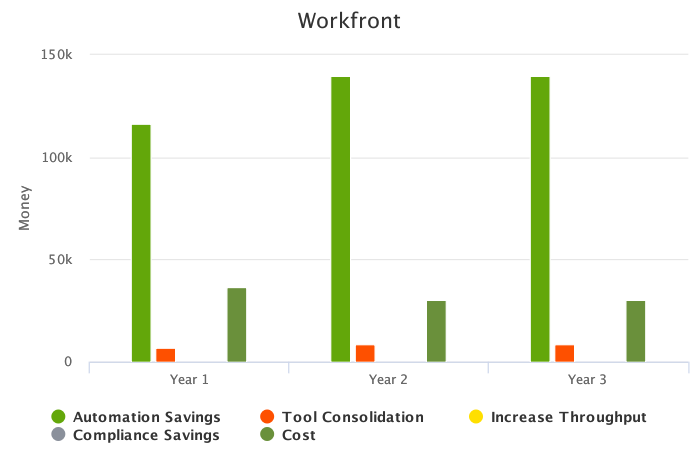 Workfront
150k
100k
50k
0
Money
Year 1 Year 2 Year 3
Automation Savings Tool Consolidation Increase Throughput
Compliance Savings Cost